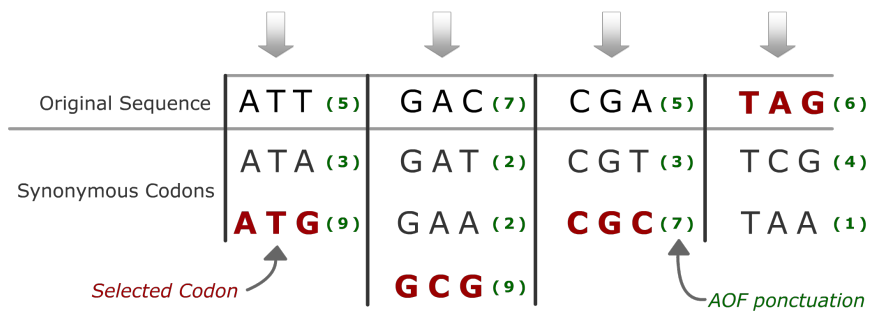 Original Sequence ATT (5) GAC (7) CGA (5) TAG (6)
ATA (3) GAT (2) CGT (3) TCG (4)
Synonymous Codons
ATG (9) GAA (2) CGC (7) TAA (1)
Selected Codon GCG (9) AOF ponctuation